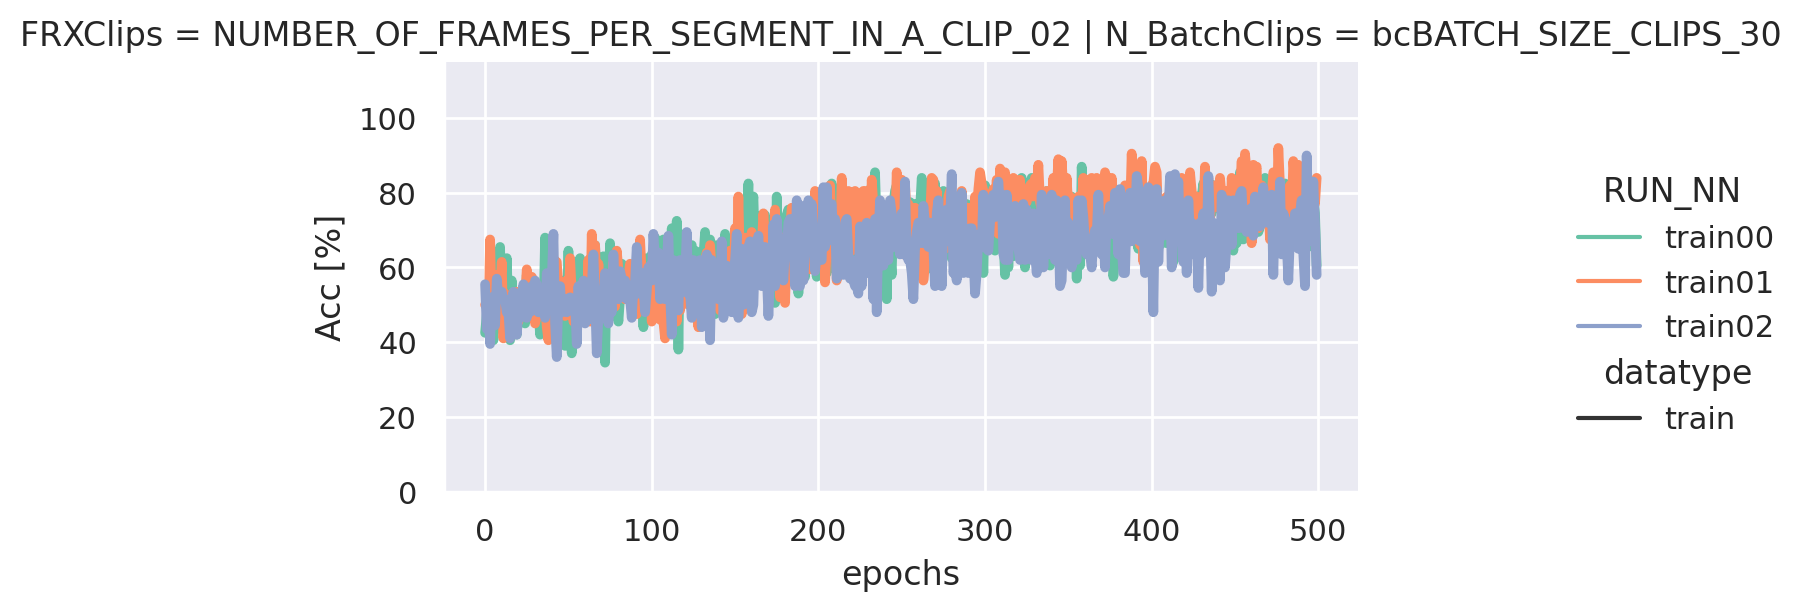 FRXClips = NUMBER_OF_FRAMES_PER_SEGMENT_IN_A_CLIP_02 | N_BatchClips = bcBATCH_SIZE_CLIPS_30
100
80
60
40
20
0
Acc [%]
0 100 200 300 400 500
epochs
RUN_NN
train00
train01
train02
datatype
train